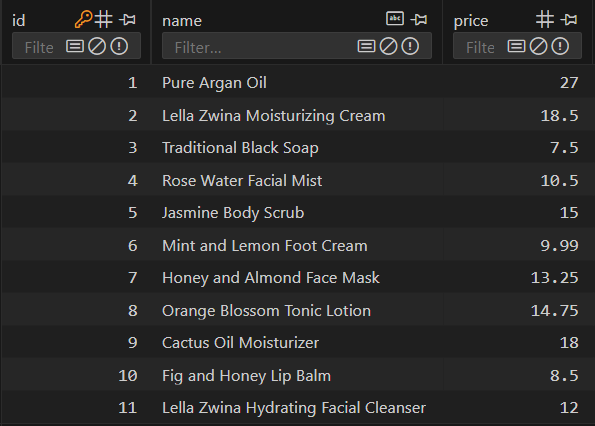 id name price
Filte Filter... Filte
1 Pure Argan Oil 27
2 Lella Zwina Moisturizing Cream 18.5
3 Traditional Black Soap 7.5
4 Rose Water Facial Mist 10.5
5 Jasmine Body Scrub 15
6 Mint and Lemon Foot Cream 9.99
7 Honey and Almond Face Mask 13.25
8 Orange Blossom Tonic Lotion 14.75
9 Cactus Oil Moisturizer 18
10 Fig and Honey Lip Balm 8.5
11 Lella Zwina Hydrating Facial Cleanser 12